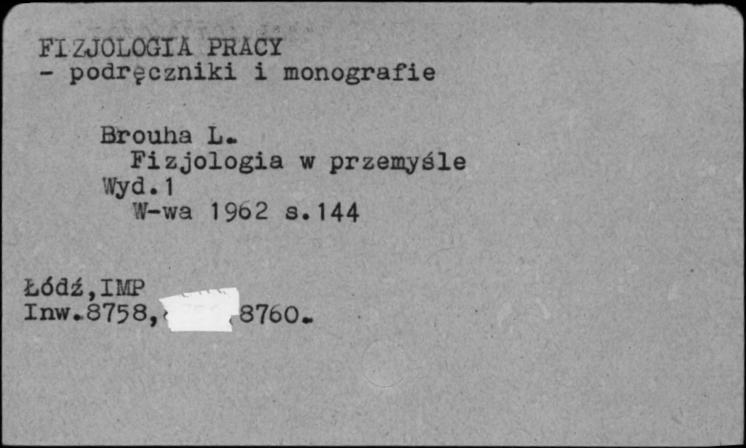 FIZJOLOGIA PRACY
- podręczniki i monografie
Brouha L.
Fizjologia w przemyśle
Wyd.1
W-wa 1962 s.144
Łódź,IMP
Inw.8758, 8760.